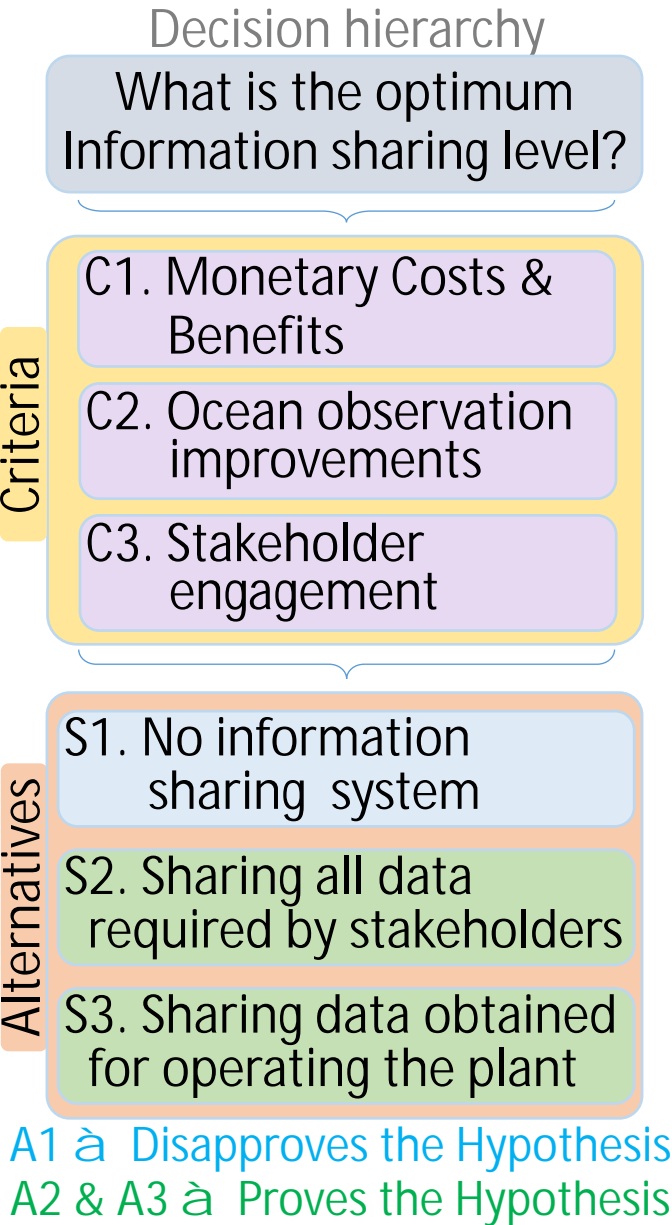 Decision hierarchy
What is the optimum
Information sharing level?
Criteria
C1. Monetary Costs &
Benefits
C2. Ocean observation
improvements
C3. Stakeholder
engagement
Alternatives
S1. No information
sharing system
S2. Sharing all data
required by stakeholders
S3. Sharing data obtained
for operating the plant
A1 à Disapproves the Hypothesis
A2 & A3 à Proves the Hypothesis